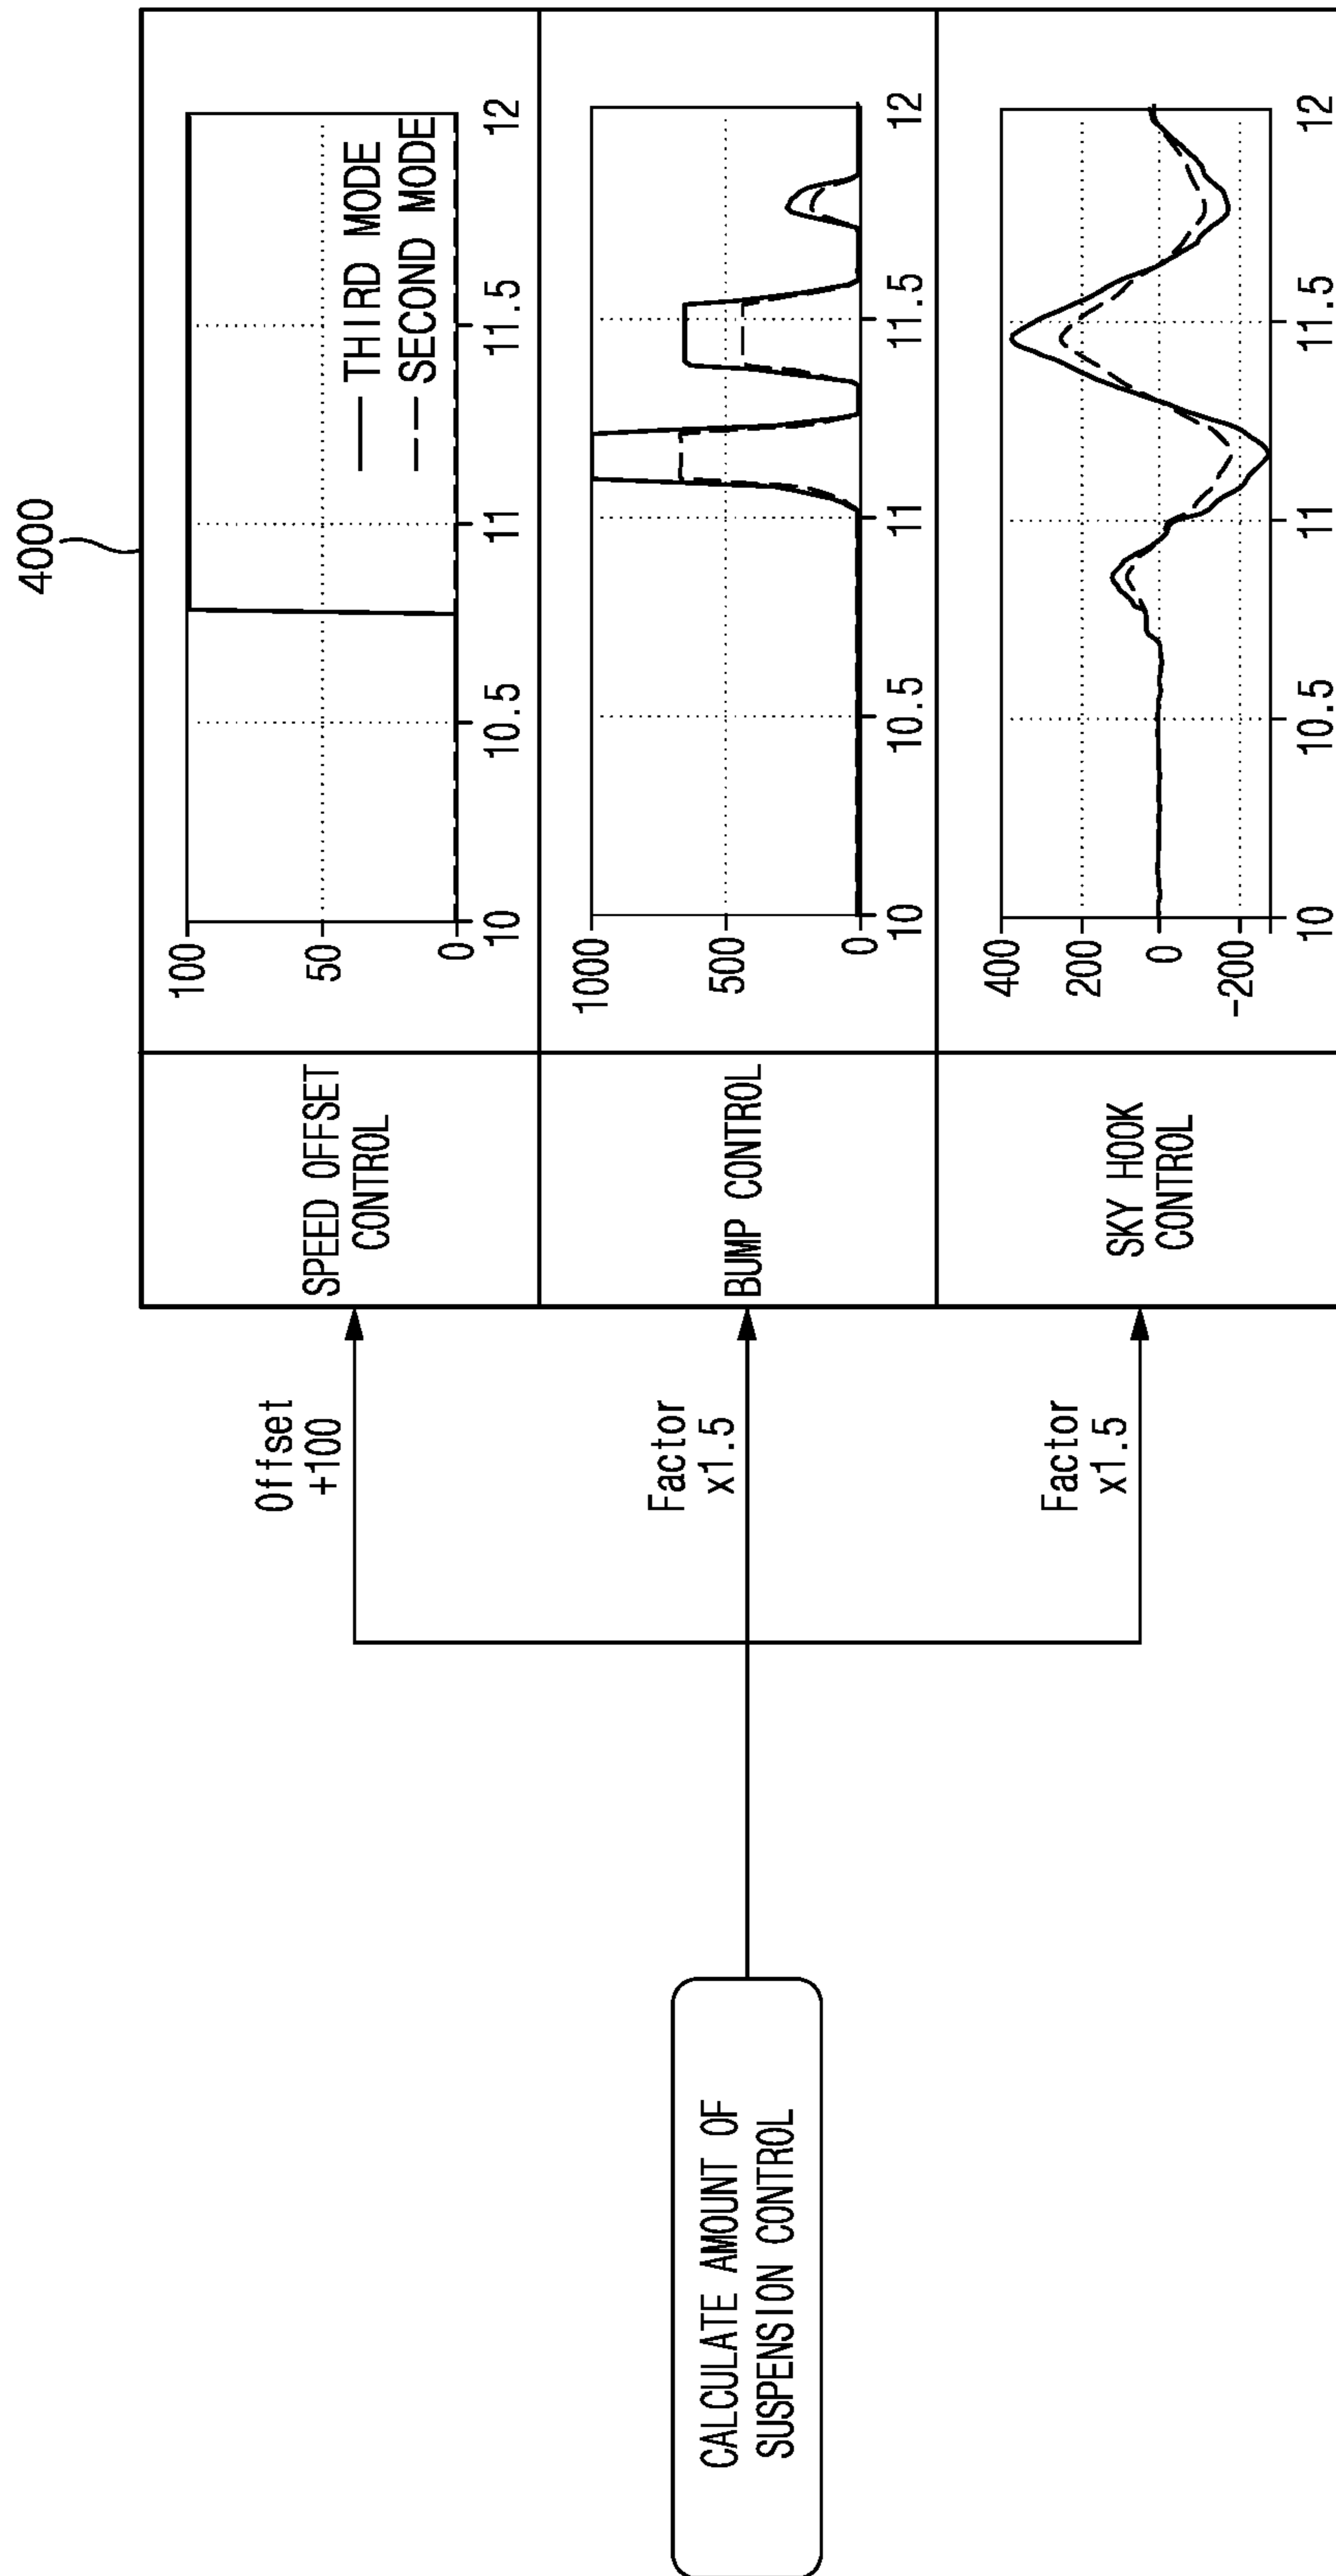 4000
CALCULATE AMOUNT OF
SUSPENSION CONTROL
Offset
+100
Factor
x1.5
Factor
x1.5
SPEED OFFSET
CONTROL
100
50
0
10
10.5
11
11.5
12
THIRD MODE
SECOND MODE
BUMP CONTROL
1000
500
0
10
10.5
11
11.5
12
SKY HOOK
CONTROL
400
200
0
-200
10
10.5
11
11.5
12